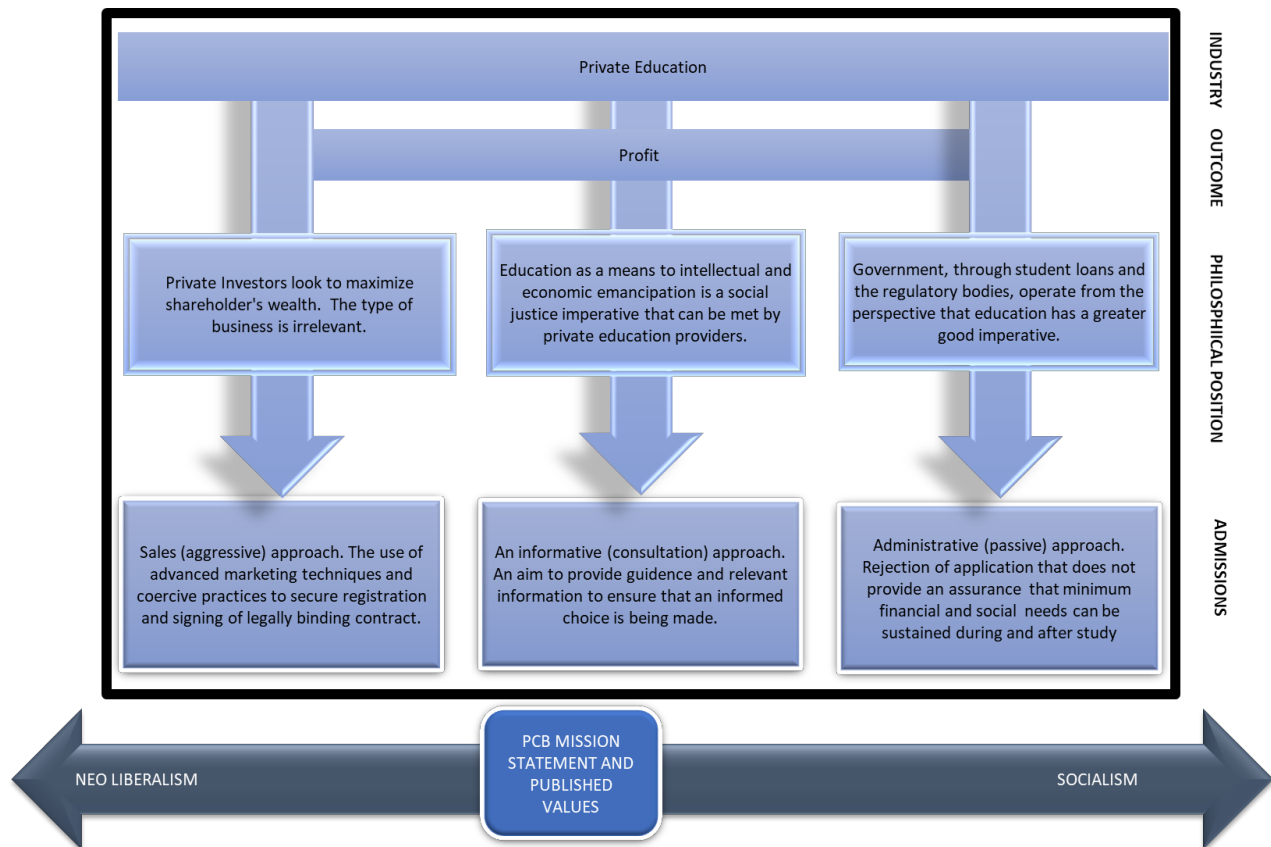 Private Education
Profit
Private Investors look to maximize
shareholder's wealth. The type of
business is irrelevant.
Education as a means to intellectual and
economic emancipation is a social
justice imperative that can be met by
private education providers.
Government, through student loans and
the regulatory bodies, operate from the
perspective that education has a greater
good imperative.
Sales (aggressive) approach. The use of
advanced marketing techniques and
coercive practices to secure registration
and signing of legally binding contract.
An informative (consultation) approach.
An aim to provide guidance and relevant
information to ensure that an informed
choice is being made.
Administrative (passive) approach.
Rejection of application that does not
provide an assurance that minimum
financial and social needs can be
sustained during and after study
INDUSTRY
OUTCOME
PHILOSPHIICAL POSITION
ADMISSIONS
NEO LIBERALISM
PCB MISSION
STATEMENT AND
PUBLISHED
VALUES
SOCIALISM